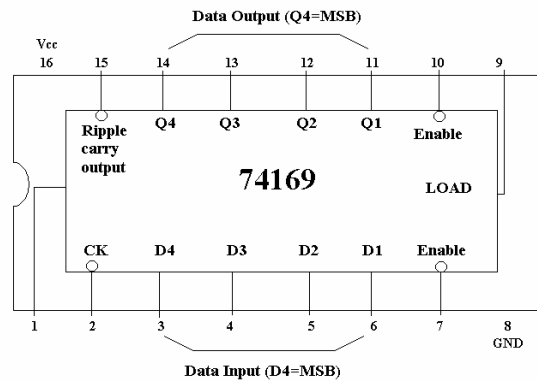 Data Output (Q4=MSB)
Vcc
16 15 14 13 12 11 10 9
Q4 Q3 Q2 Q1
Ripple
carry
output
Enable
74169
LOAD
CK D4 D3 D2 D1 Enable
1 2 3 4 5 6 7 8
GND
Data Input (D4=MSB)